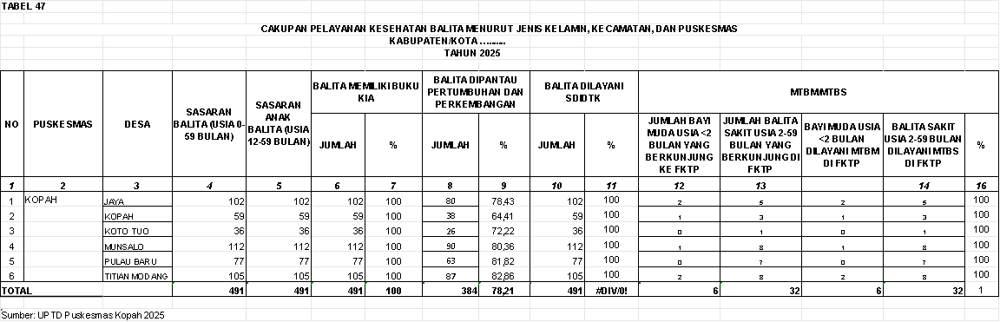 TABEL 47
CAKUPAN PELAYANAN KESEHATAN BALITA MENURUT JENIS KELAMIN, KECAMATAN, DAN PUSKESMAS
KABUPATEN/KOTA ..........
TAHUN 2025
NO PUSKESMAS DESA SASARAN BALITA (USIA 0-59 BULAN) SASARAN ANAK BALITA (USIA 12-59 BULAN) BALITA MEMILIKI BUKU KIA BALITA DIPANTAU PERTUMBUHAN DAN PERKEMBANGAN BALITA DILAYANI SDIDTK MTBM/MTBS
JUMLAH % JUMLAH % JUMLAH % JUMLAH BAYI MUDA USIA <2 BULAN YANG BERKUNJUNG KE FKTP JUMLAH BALITA SAKIT USIA 2-59 BULAN YANG BERKUNJUNG DI FKTP BAYI MUDA USIA <2 BULAN DILAYANI MTBM DI FKTP BALITA SAKIT USIA 2-59 BULAN DILAYANI MTBS DI FKTP %
1 2 3 4 5 6 7 8 9 10 11 12 13 14 16
1 KOPAH JAYA 102 102 102 100 80 78,43 102 100 2 5 2 5 100
2 KOPAH 59 59 59 100 38 64,41 59 100 1 3 1 3 100
3 KOTO TUO 36 36 36 100 26 72,22 36 100 0 1 0 1 100
4 MUNSALO 112 112 112 100 90 80,36 112 100 1 8 1 8 100
5 PULAU BARU 77 77 77 100 63 81,82 77 100 0 7 0 7 100
6 TITIAN MODANG 105 105 105 100 87 82,86 105 100 2 8 2 8 100
TOTAL 491 491 491 100 384 78,21 491 #DIV/0! 6 32 6 32 1
Sumber: UPTD Puskesmas Kopah 2025